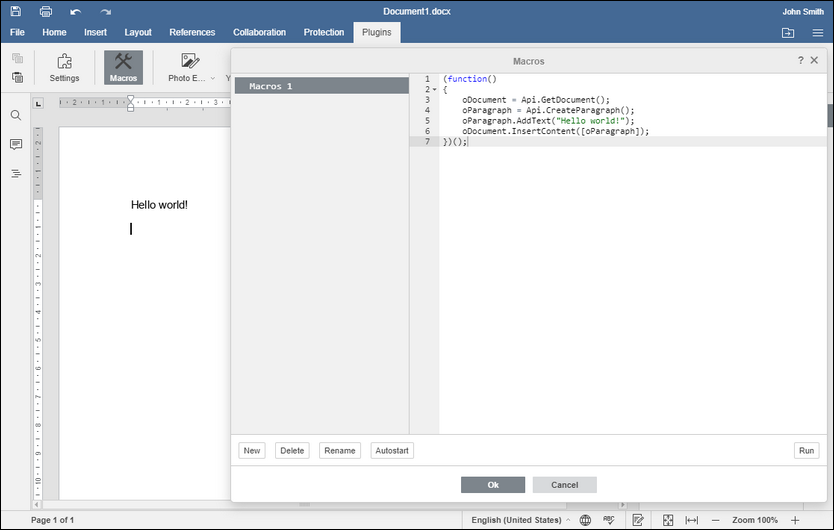 Document1.docx
John Smith
File Home Insert Layout References Collaboration Protection Plugins
Settings Macros Photo E... Y
Macros ?
Macros 1
1 (function()
2 {
3 oDocument = Api.GetDocument();
4 oParagraph = Api.CreateParagraph();
5 oParagraph.AddText("Hello world!");
6 oDocument.InsertContent([oParagraph]);
7 })();
Hello world!
New Delete Rename Autostart Run
Ok Cancel
Page 1 of 1 English (United States) Zoom 100%